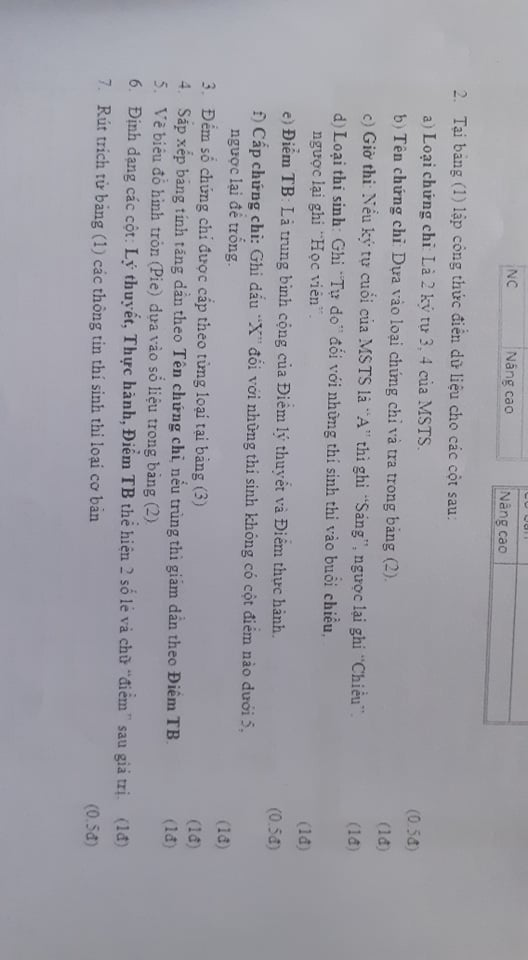 NC Nâng cao
Nâng cao
2. Tại bảng (1) lập công thức điền dữ liệu cho các cột sau:
a) Loại chứng chỉ: Là 2 ký tự 3, 4 của MSTS. (0.5đ)
b) Tên chứng chỉ: Dựa vào loại chứng chỉ và tra trong bảng (2). (1đ)
c) Giờ thi: Nếu ký tự cuối của MSTS là “A” thì ghi “Sáng”, ngược lại ghi “Chiều”. (1đ)
d) Loại thí sinh: Ghi “Tự do” đối với những thí sinh thi vào buổi chiều,
ngược lại ghi “Học viên”. (1đ)
e) Điểm TB: Là trung bình cộng của Điểm lý thuyết và Điểm thực hành. (0.5đ)
f) Cấp chứng chỉ: Ghi dấu “X” đối với những thí sinh không có cột điểm nào dưới 5,
ngược lại để trống. (1đ)
3. Đếm số chứng chỉ được cấp theo từng loại tại bảng (3) (1đ)
4. Sắp xếp bảng tính tăng dần theo Tên chứng chỉ, nếu trùng thì giảm dần theo Điểm TB. (1đ)
5. Vẽ biểu đồ hình tròn (Pie) dựa vào số liệu trong bảng (2)
6. Định dạng các cột: Lý thuyết, Thực hành, Điểm TB thể hiện 2 số lẻ và chữ “điểm” sau giá trị. (1đ)
7. Rút trích từ bảng (1) các thông tin thí sinh thi loại cơ bản (0.5đ)